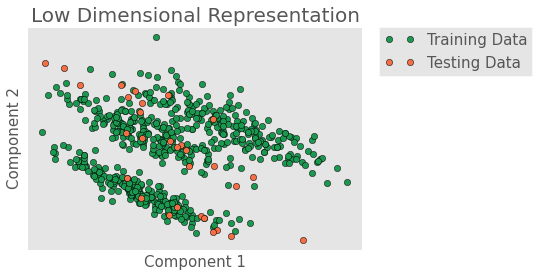 Low Dimensional Representation
Training Data
Testing Data
Component 2
Component 1